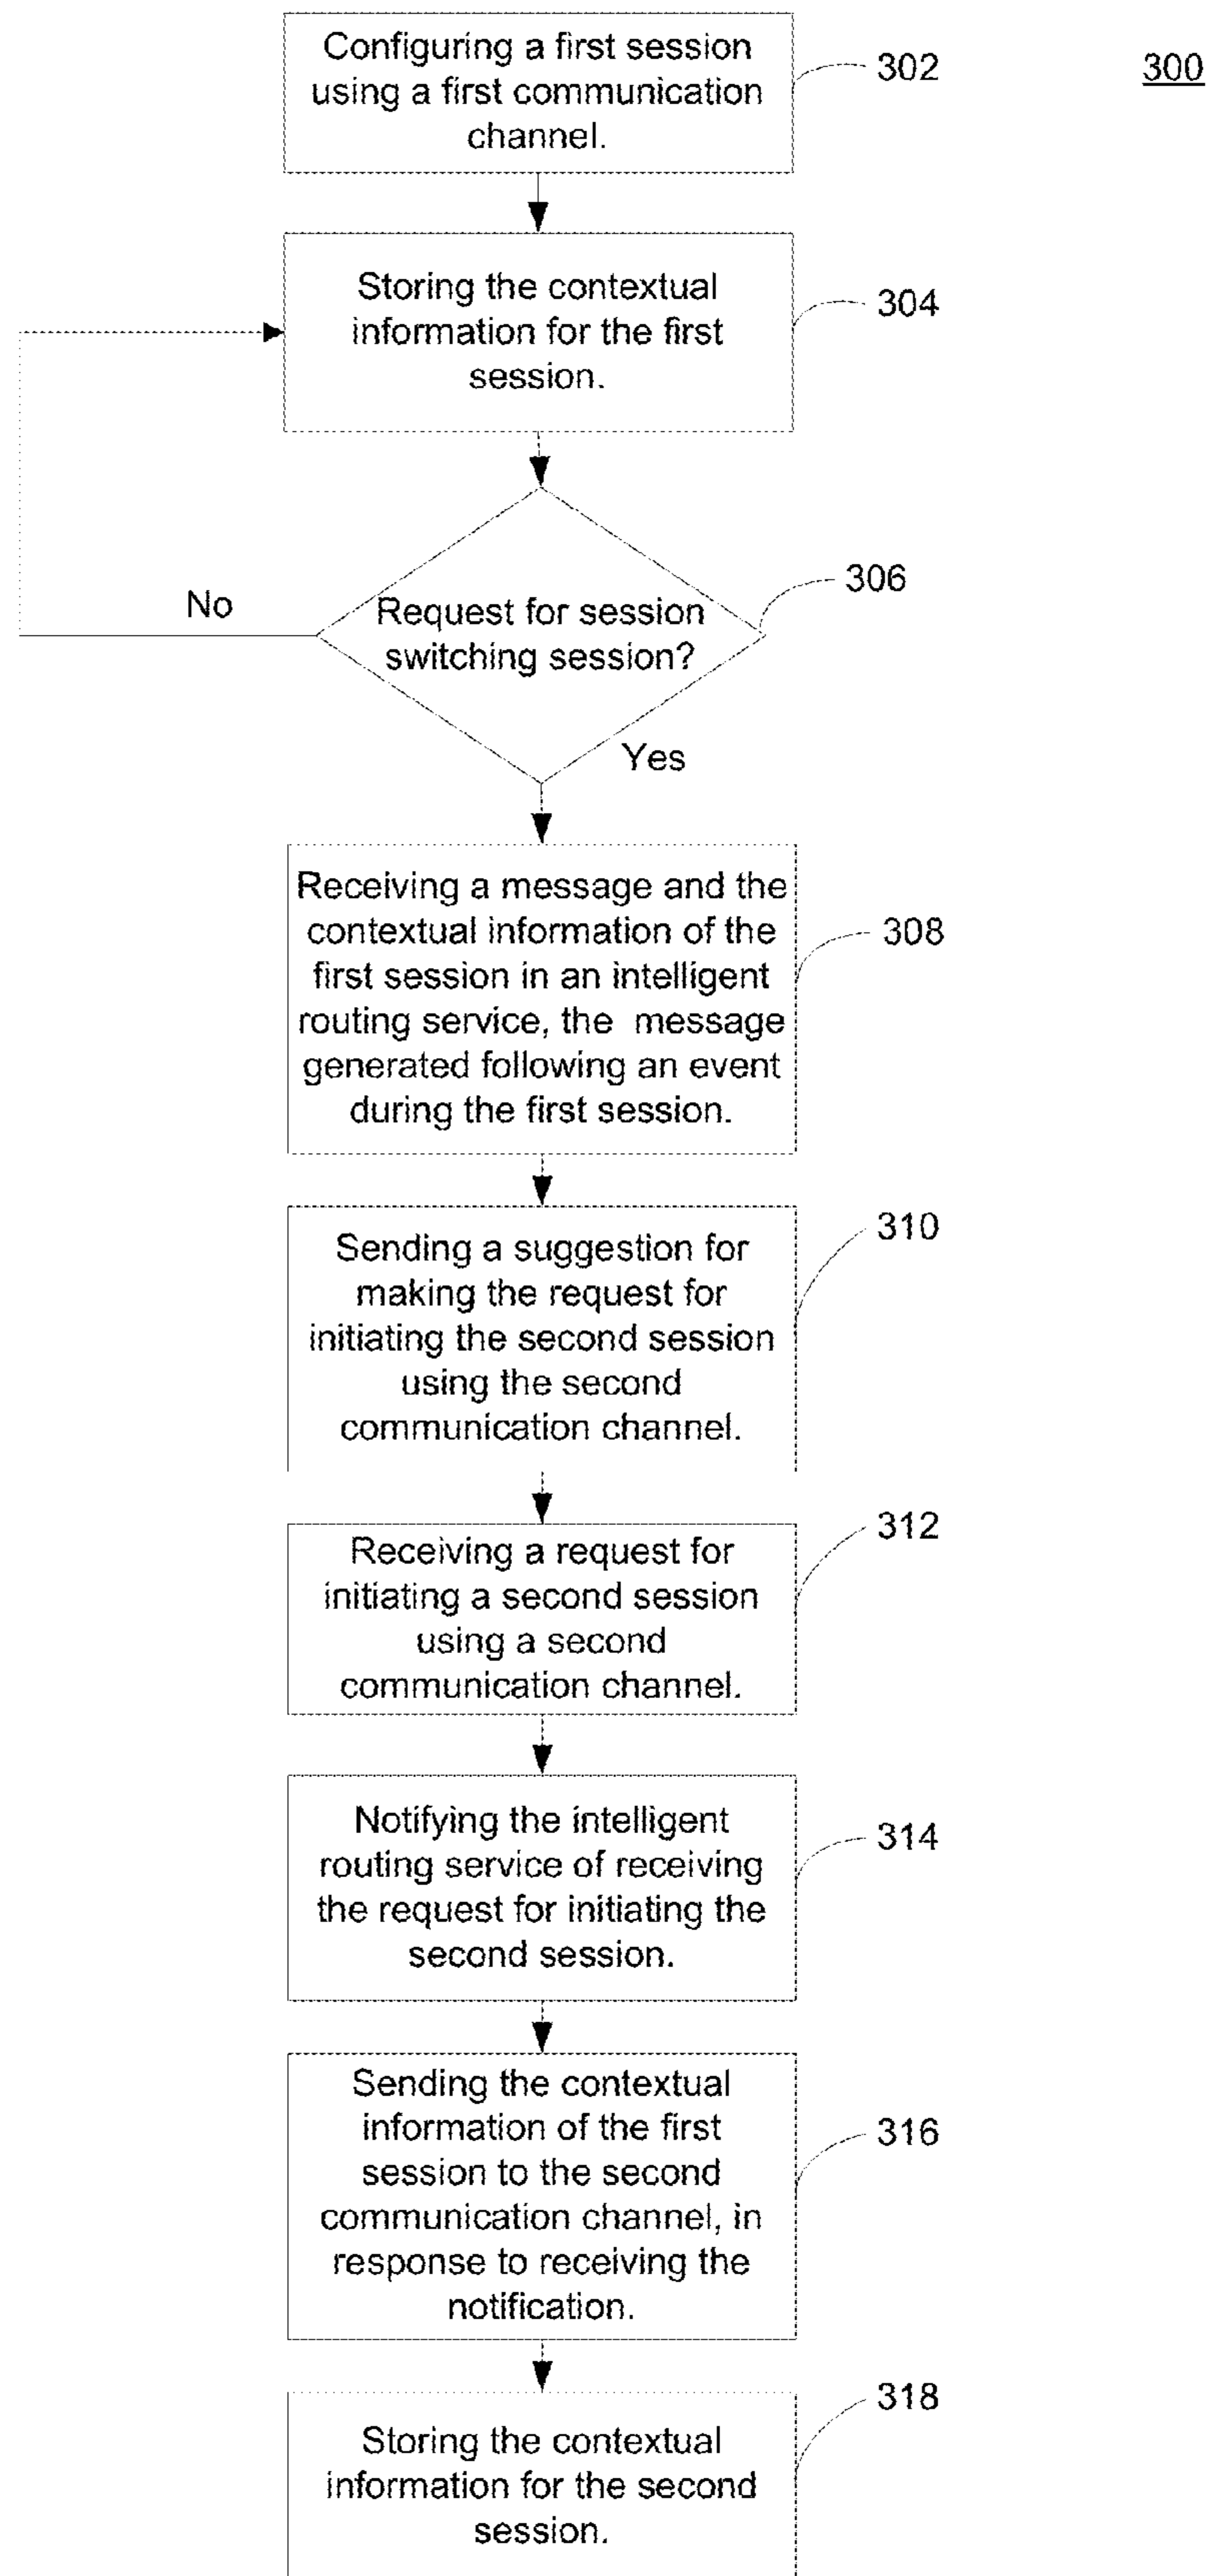 Configuring a first session
using a first communication
channel.
302
300
Storing the contextual
information for the first
session.
304
Request for session
switching session?
306
No
Yes
Receiving a message and the
contextual information of the
first session in an intelligent
routing service, the message
generated following an event
during the first session.
308
Sending a suggestion for
making the request for
initiating the second session
using the second
communication channel.
310
Receiving a request for
initiating a second session
using a second
communication channel.
312
Notifying the intelligent
routing service of receiving
the request for initiating the
second session.
314
Sending the contextual
information of the first
session to the second
communication channel, in
response to receiving the
notification.
316
Storing the contextual
information for the second
session.
318